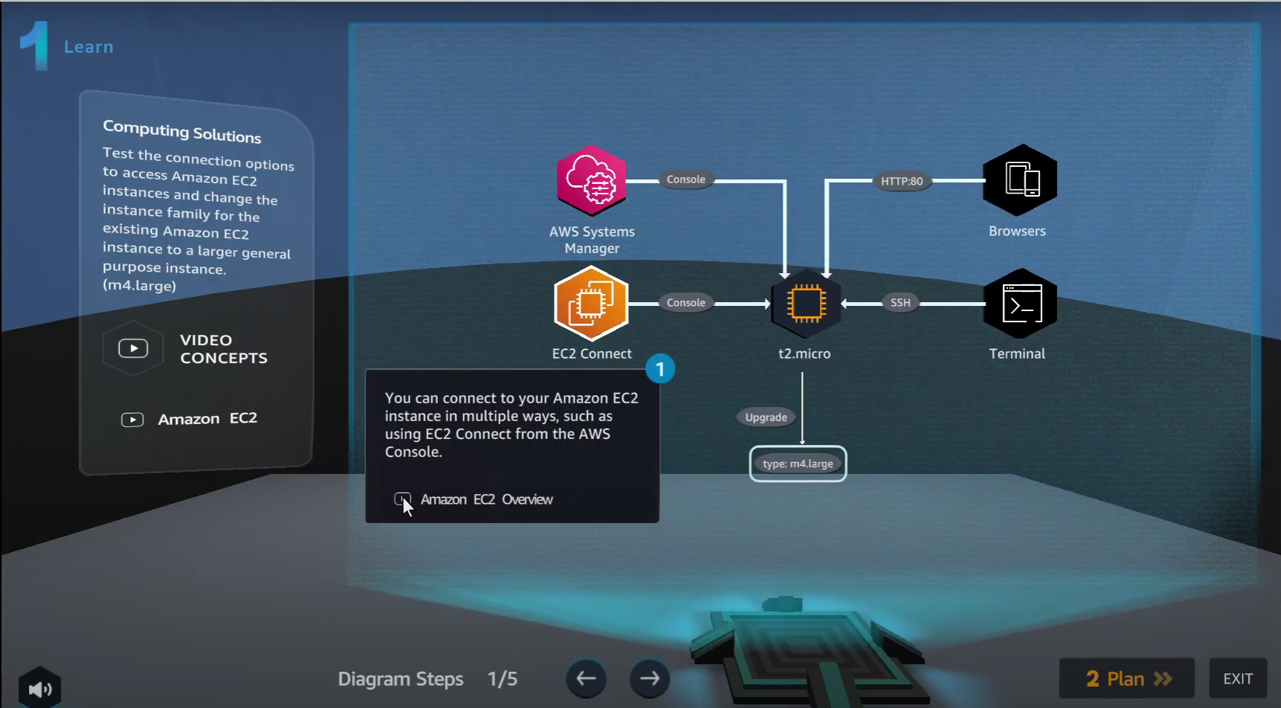 1 Learn
Computing Solutions
Test the connection options
to access Amazon EC2
instances and change the
instance family for the
existing Amazon EC2
instance to a larger general
purpose instance.
(m4.large)
VIDEO
CONCEPTS
Amazon EC2
Console
HTTP:80
AWS Systems
Manager
Browsers
Console
SSH
EC2 Connect
t2.micro
Terminal
1
You can connect to your Amazon EC2
instance in multiple ways, such as
using EC2 Connect from the AWS
Console.
Amazon EC2 Overview
Upgrade
type: m4.large
Diagram Steps 1/5
2 Plan
EXIT